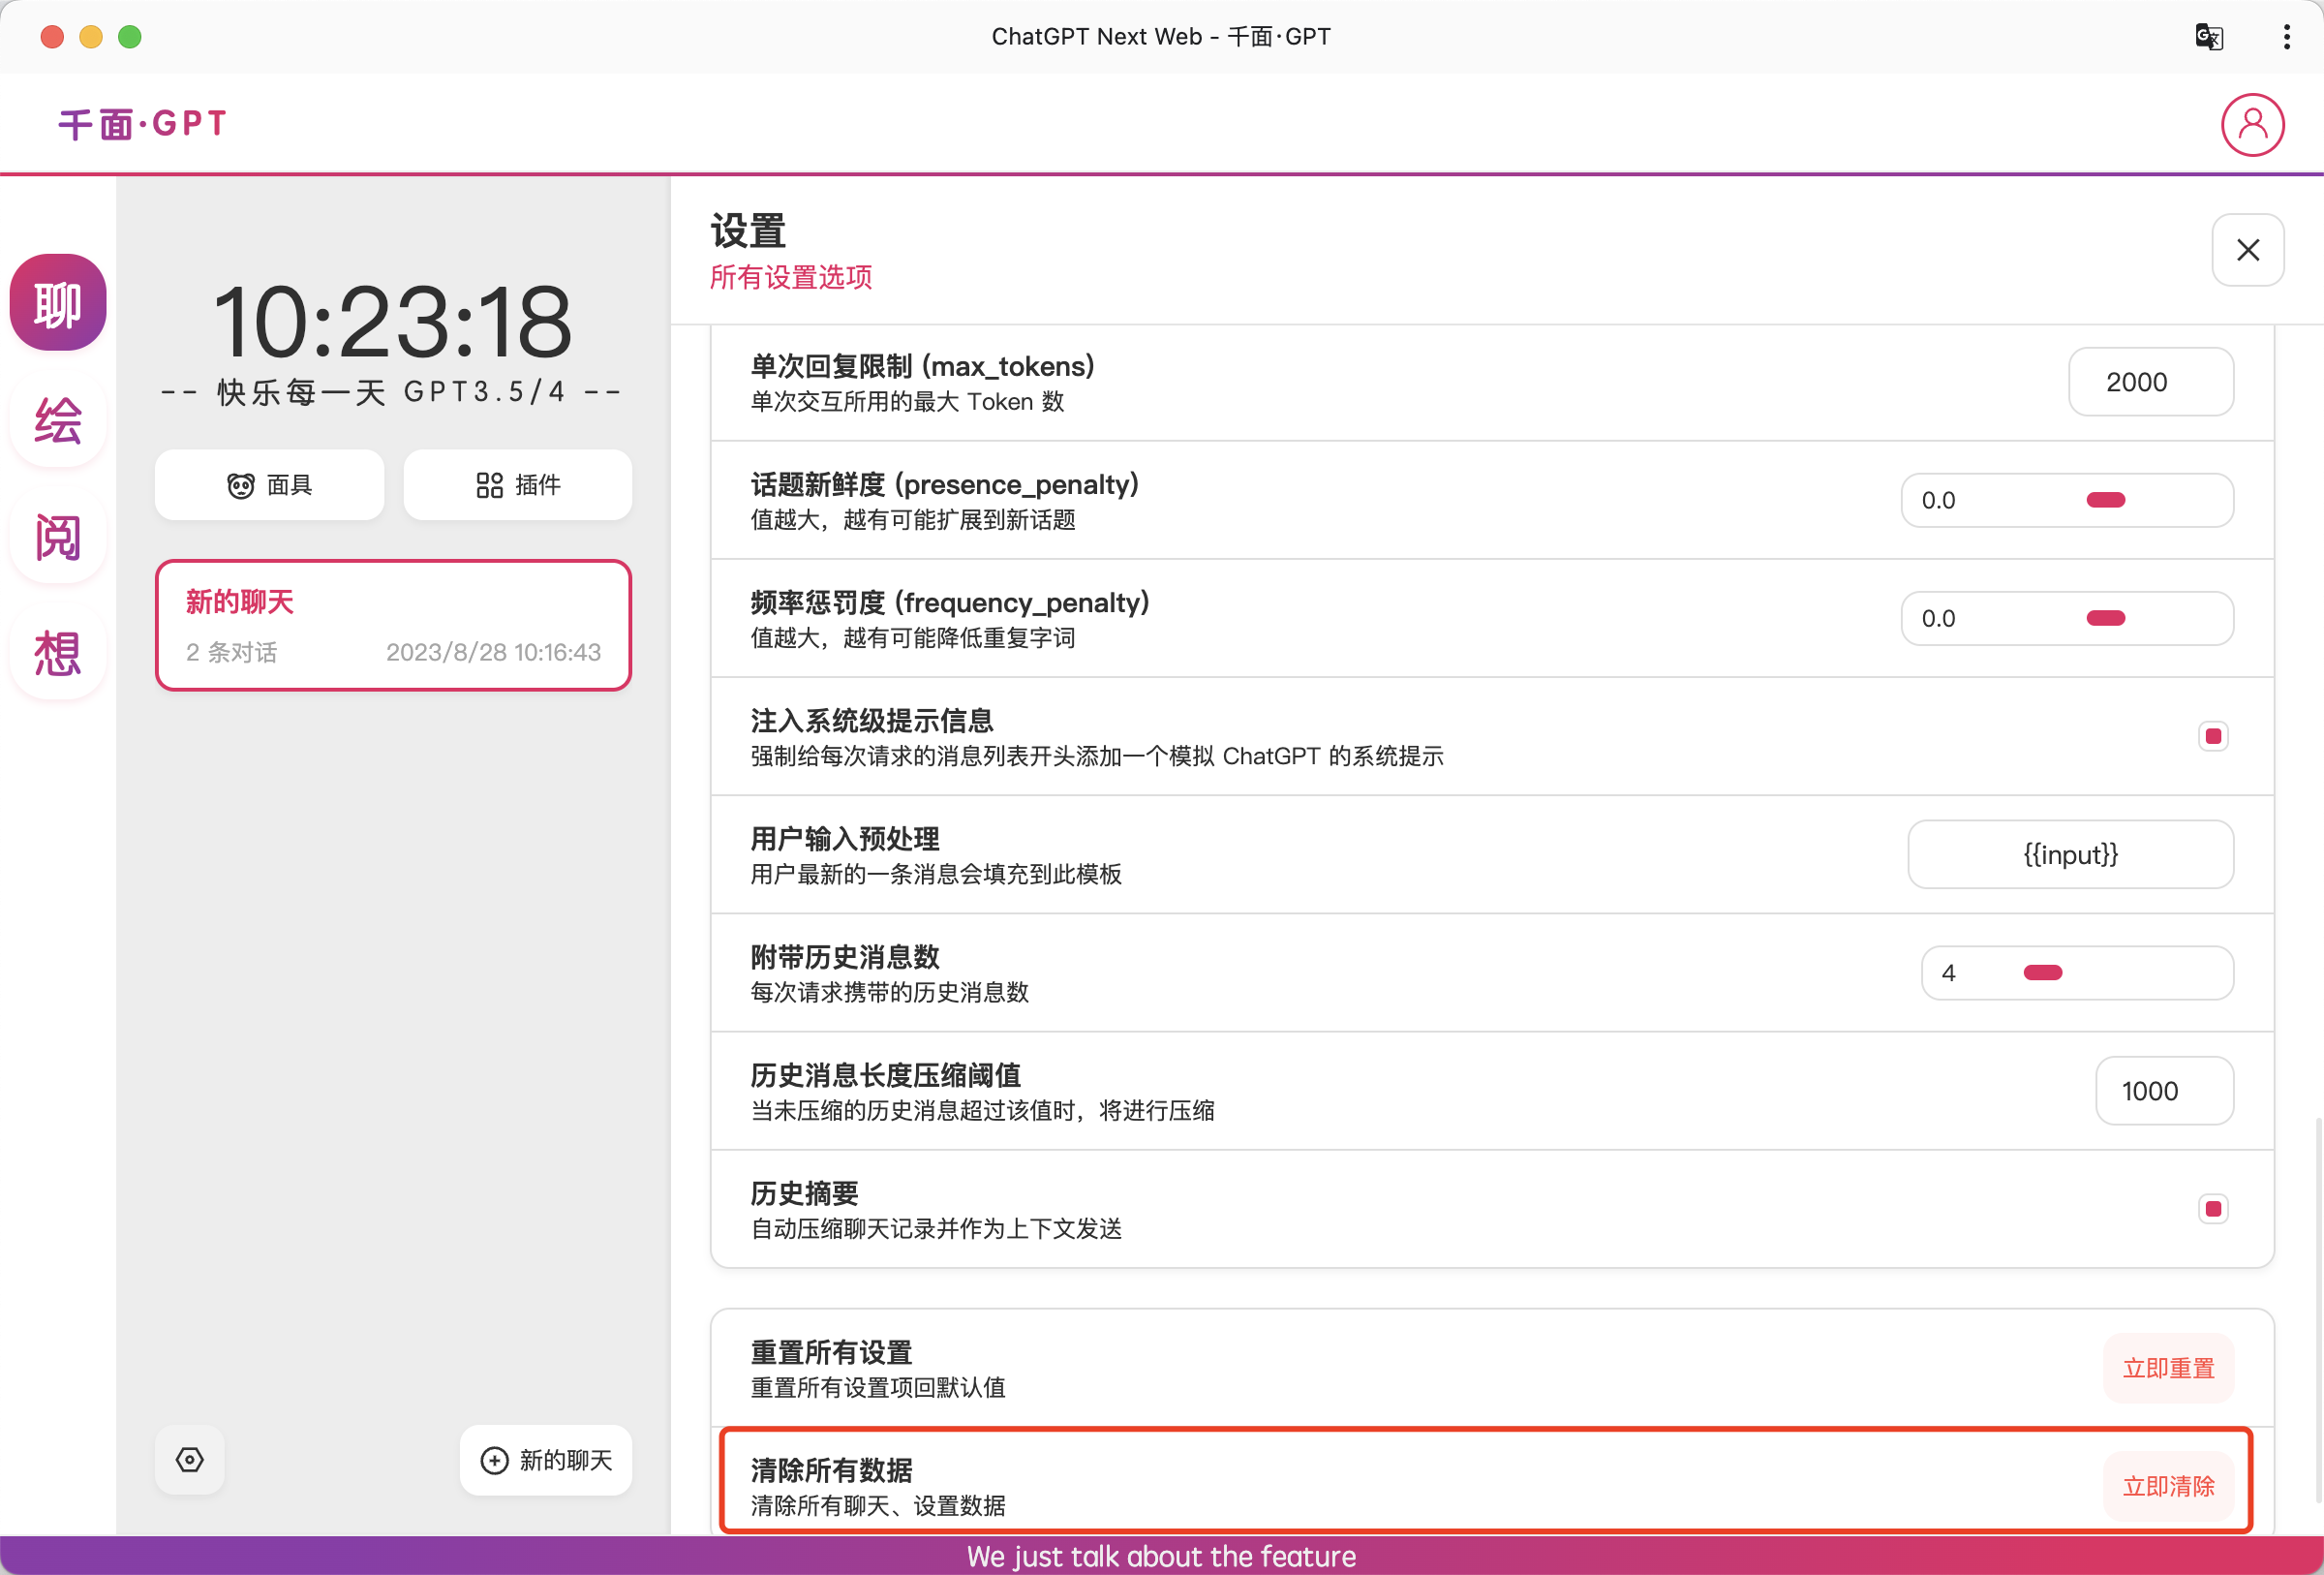 ChatGPT Next Web - 千面·GPT
千面·GPT
聊
绘
阅
想
10:23:18
-- 快乐每一天 GPT3.5/4 --
面具
插件
新的聊天
2 条对话
2023/8/28 10:16:43
新的聊天
设置
所有设置选项
单次回复限制 (max_tokens)
单次交互所用的最大 Token 数
2000
话题新鲜度 (presence_penalty)
值越大，越有可能扩展到新话题
0.0
频率惩罚度 (frequency_penalty)
值越大，越有可能降低重复字词
0.0
注入系统级提示信息
强制给每次请求的消息列表开头添加一个模拟 ChatGPT 的系统提示
用户输入预处理
用户最新的一条消息会填充到此模板
{{input}}
附带历史消息数
每次请求携带的历史消息数
4
历史消息长度压缩阈值
当未压缩的历史消息超过该值时，将进行压缩
1000
历史摘要
自动压缩聊天记录并作为上下文发送
重置所有设置
重置所有设置项回默认值
立即重置
清除所有数据
清除所有聊天、设置数据
立即清除
We just talk about the feature